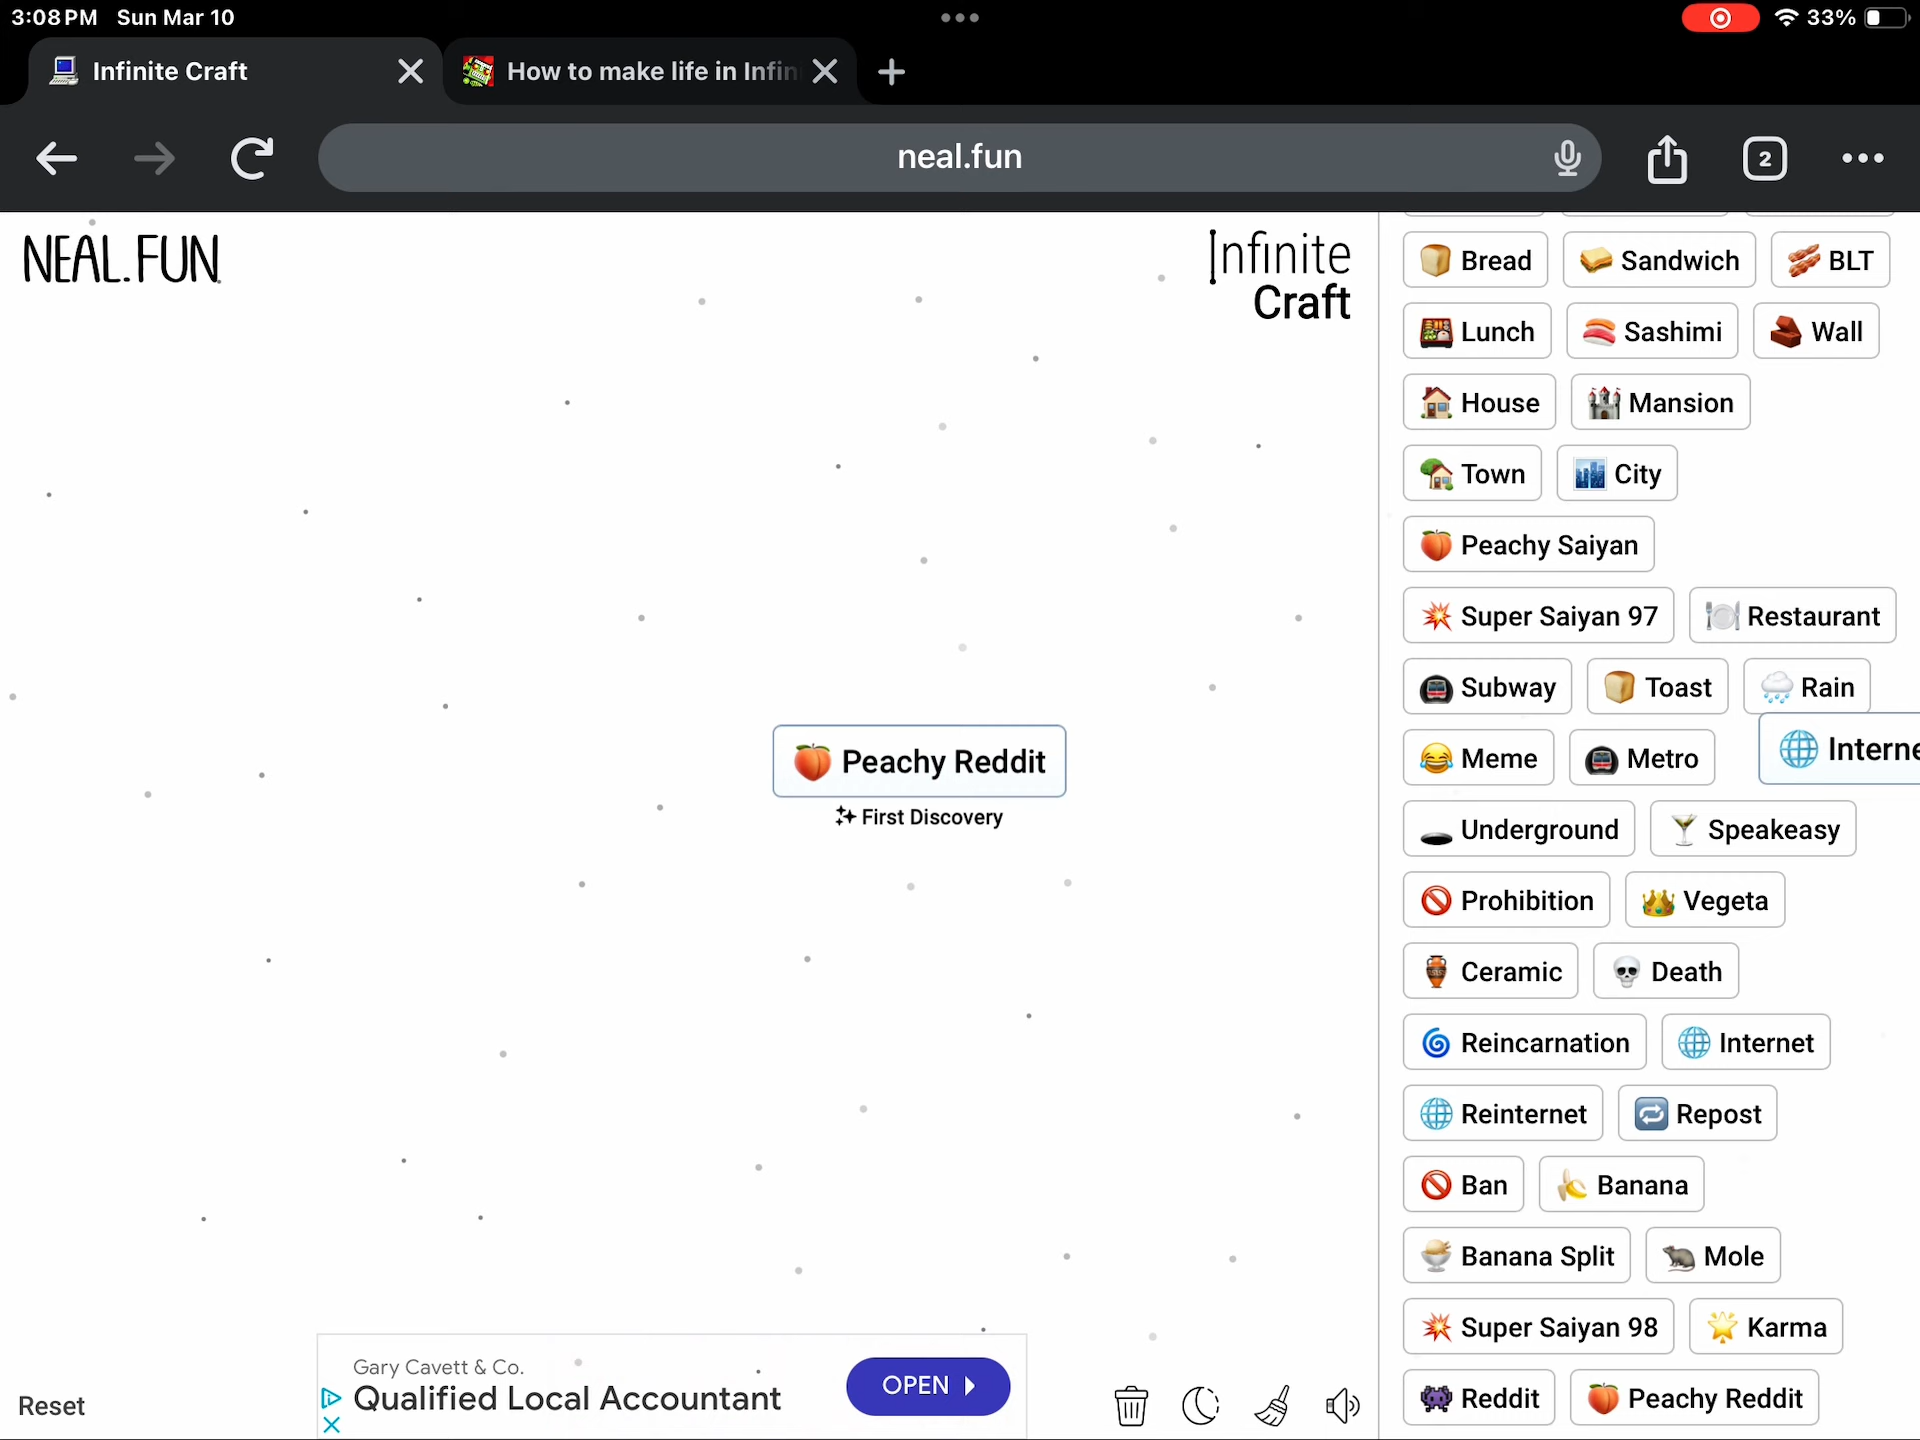 3:08 PM Sun Mar 10
33%
Infinite Craft
How to make life in Infin
neal.fun
2
NEAL.FUN
Infinite
Craft
Bread Sandwich BLT
Lunch Sashimi Wall
House Mansion
Town City
Peachy Saiyan
Super Saiyan 97 Restaurant
Subway Toast Rain
Meme Metro Interne
Underground Speakeasy
Prohibition Vegeta
Ceramic Death
Reincarnation Internet
Reinternet Repost
Ban Banana
Banana Split Mole
Super Saiyan 98 Karma
Reddit Peachy Reddit
Peachy Reddit
First Discovery
Gary Cavett & Co.
Qualified Local Accountant
OPEN
Reset